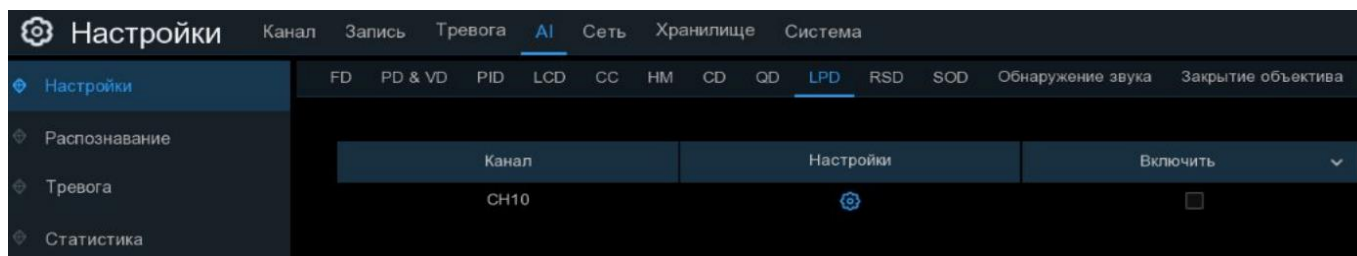 Настройки Канал Запись Тревога AI Сеть Хранилище Система
Настройки
FD PD & VD PID LCD CC HM CD QD LPD RSD SOD Обнаружение звука Закрытие объектива
Распознавание
Канал Настройки Включить
Тревога
CH10
Статистика